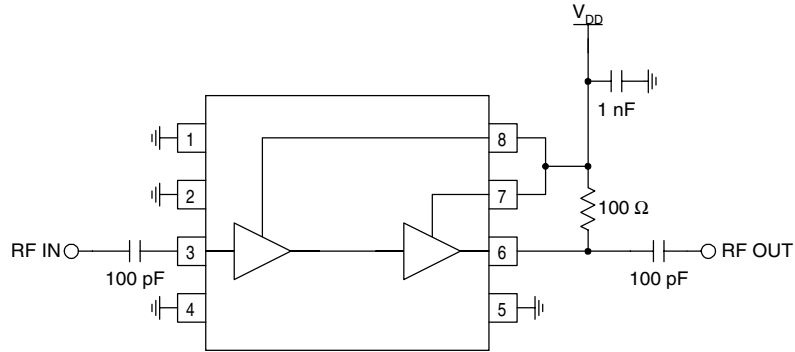 V_DD
1 nF
1
8
2
7
100 Ω
RF IN
3
6
RF OUT
100 pF
100 pF
4
5